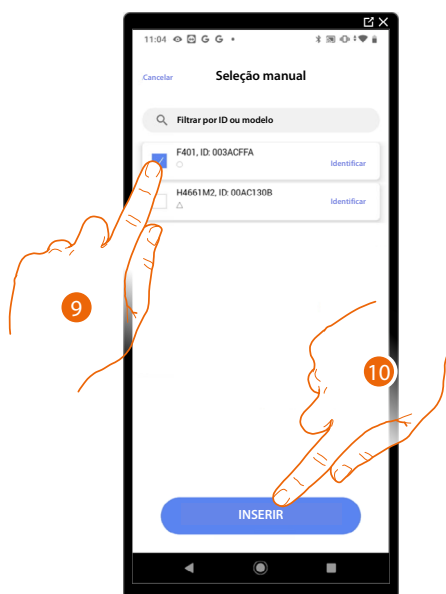 11:04 G G
Cancelar Seleção manual
Filtrar por ID ou modelo
F401, ID: 003ACFFA
Identificar
H4661M2, ID: 00AC130B
Identificar
9
10
INSERIR